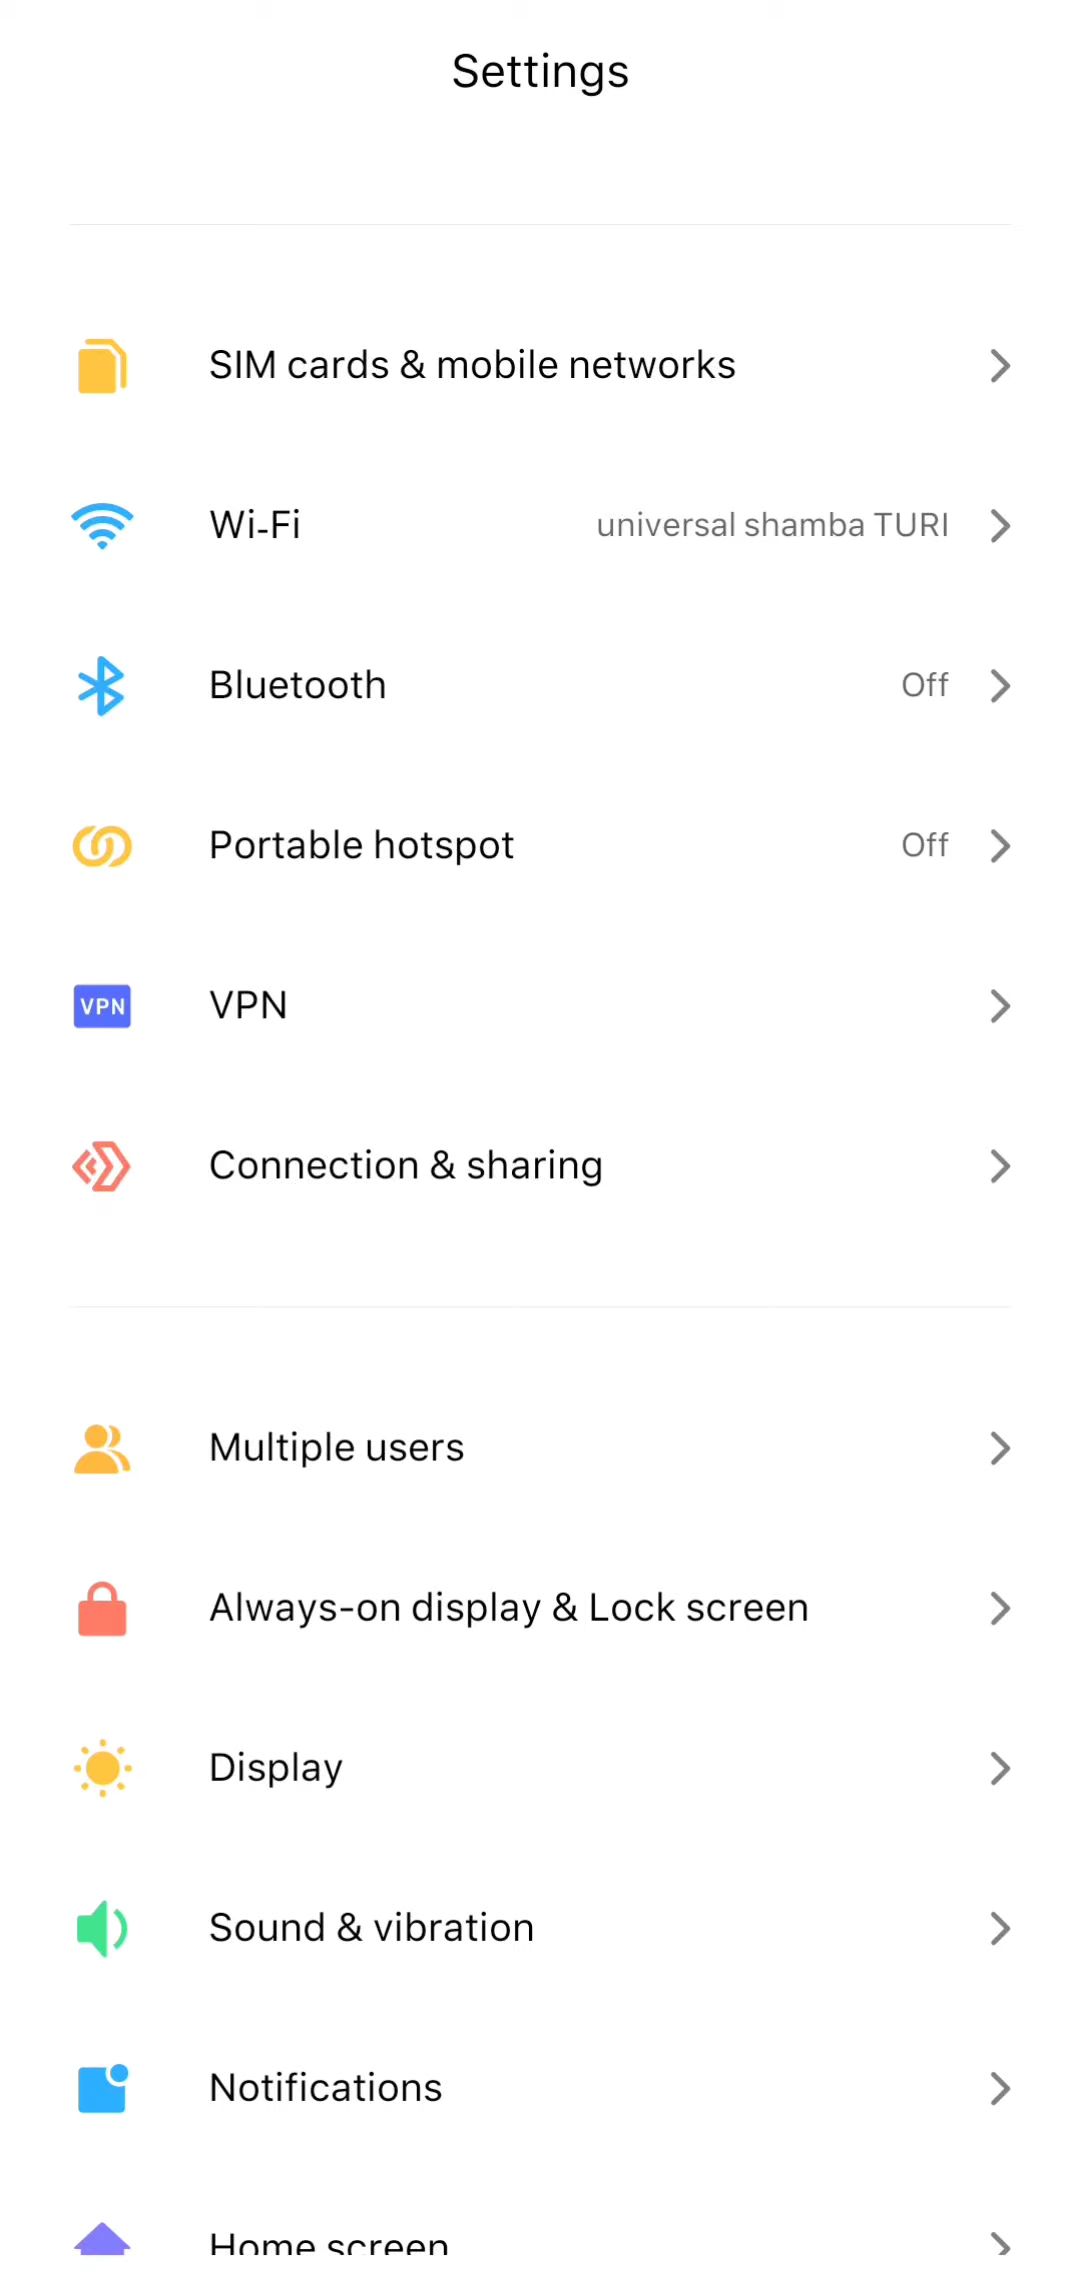 Settings
SIM cards & mobile networks
Wi-Fi universal shamba TURI
Bluetooth Off
Portable hotspot Off
VPN VPN
Connection & sharing
Multiple users
Always-on display & Lock screen
Display
Sound & vibration
Notifications
Home screen